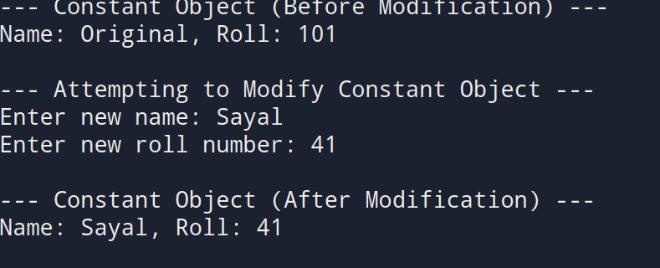 --- Constant Object (Before Modification) ---
Name: Original, Roll: 101
--- Attempting to Modify Constant Object ---
Enter new name: Sayal
Enter new roll number: 41
--- Constant Object (After Modification) ---
Name: Sayal, Roll: 41